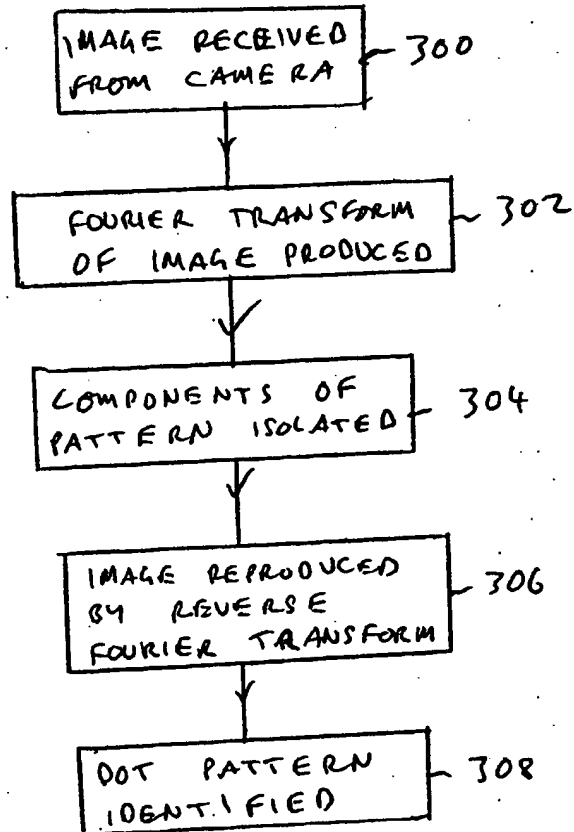 IMAGE RECEIVED
FROM CAMERA
300
FOURIER TRANSFORM
OF IMAGE PRODUCED
302
COMPONENTS OF
PATTERN ISOLATED
304
IMAGE REPRODUCED
BY REVERSE
FOURIER TRANSFORM
306
DOT PATTERN
IDENTIFIED
308